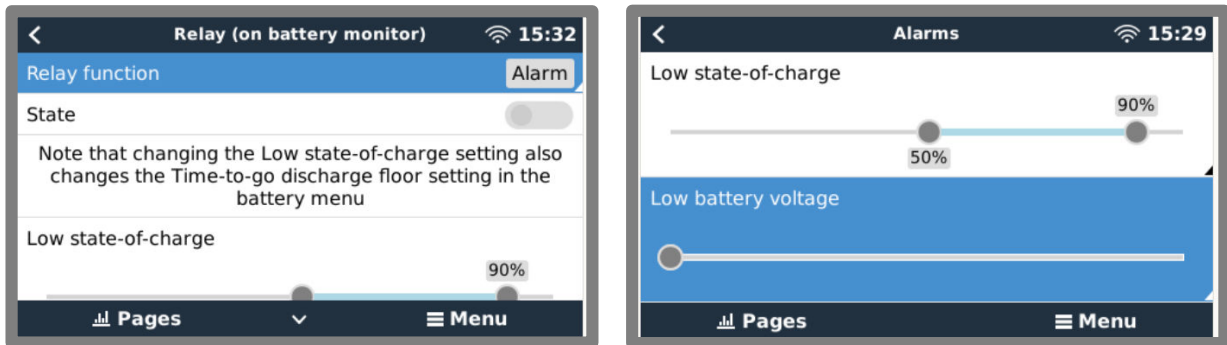 Relay (on battery monitor) 15:32
Relay function Alarm
State
Note that changing the Low state-of-charge setting also
changes the Time-to-go discharge floor setting in the
battery menu
Low state-of-charge
90%
Pages Menu
Alarms 15:29
Low state-of-charge
90%
50%
Low battery voltage
Pages Menu